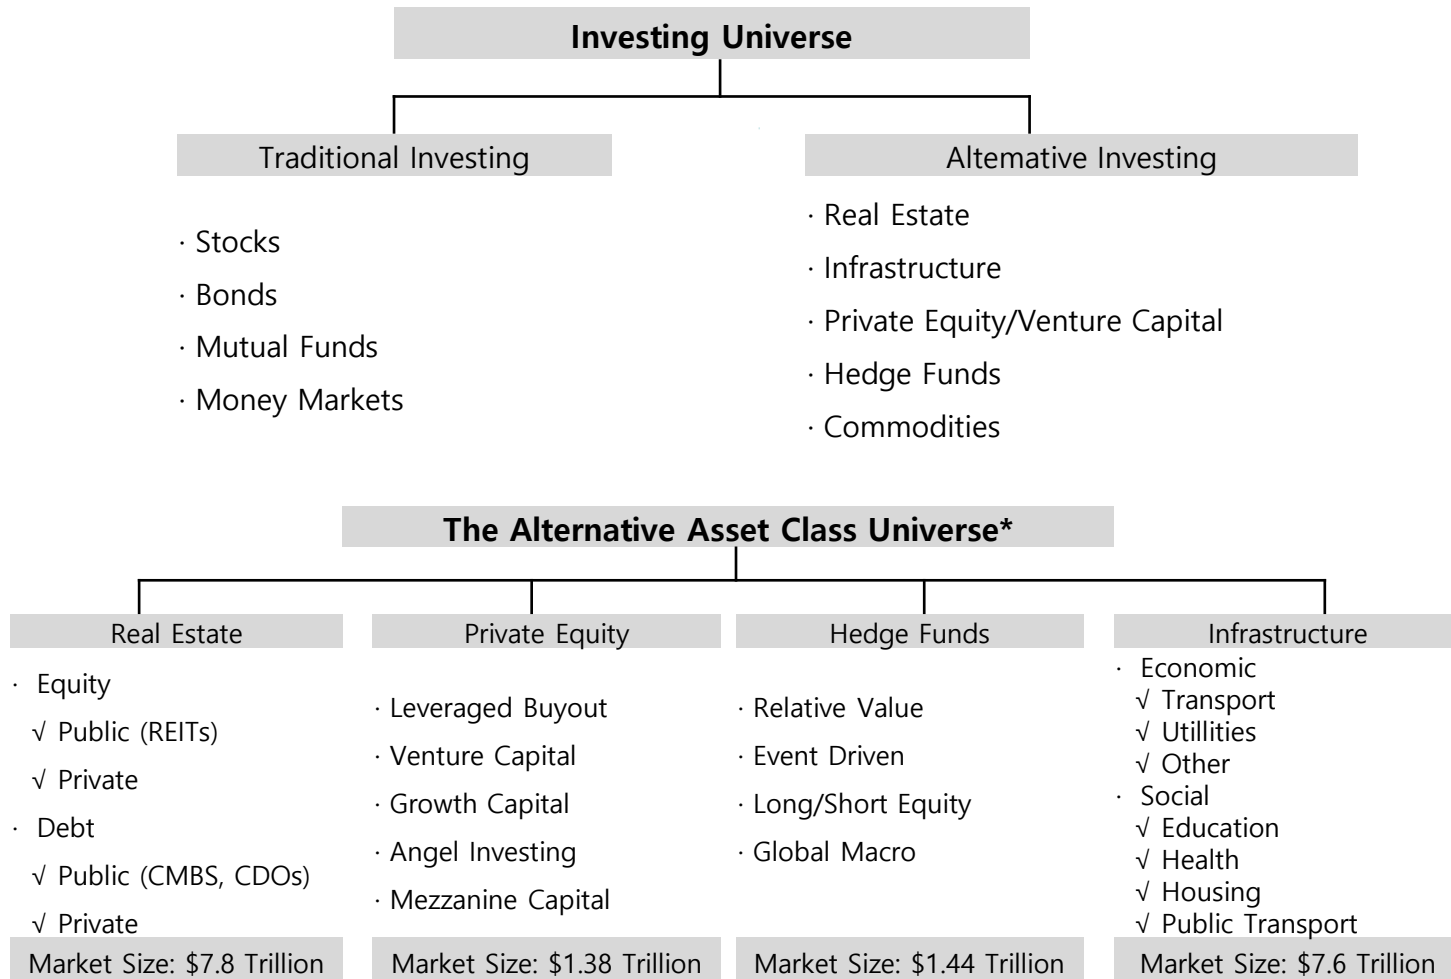 Investing Universe
Traditional Investing
· Stocks
· Bonds
· Mutual Funds
· Money Markets
Altemative Investing
· Real Estate
· Infrastructure
· Private Equity/Venture Capital
· Hedge Funds
· Commodities
The Alternative Asset Class Universe*
Real Estate
· Equity
√ Public (REITs)
√ Private
· Debt
√ Public (CMBS, CDOs)
√ Private
Market Size: $7.8 Trillion
Private Equity
· Leveraged Buyout
· Venture Capital
· Growth Capital
· Angel Investing
· Mezzanine Capital
Market Size: $1.38 Trillion
Hedge Funds
· Relative Value
· Event Driven
· Long/Short Equity
· Global Macro
Market Size: $1.44 Trillion
Infrastructure
· Economic
√ Transport
√ Utillities
√ Other
· Social
√ Education
√ Health
√ Housing
√ Public Transport
Market Size: $7.6 Trillion